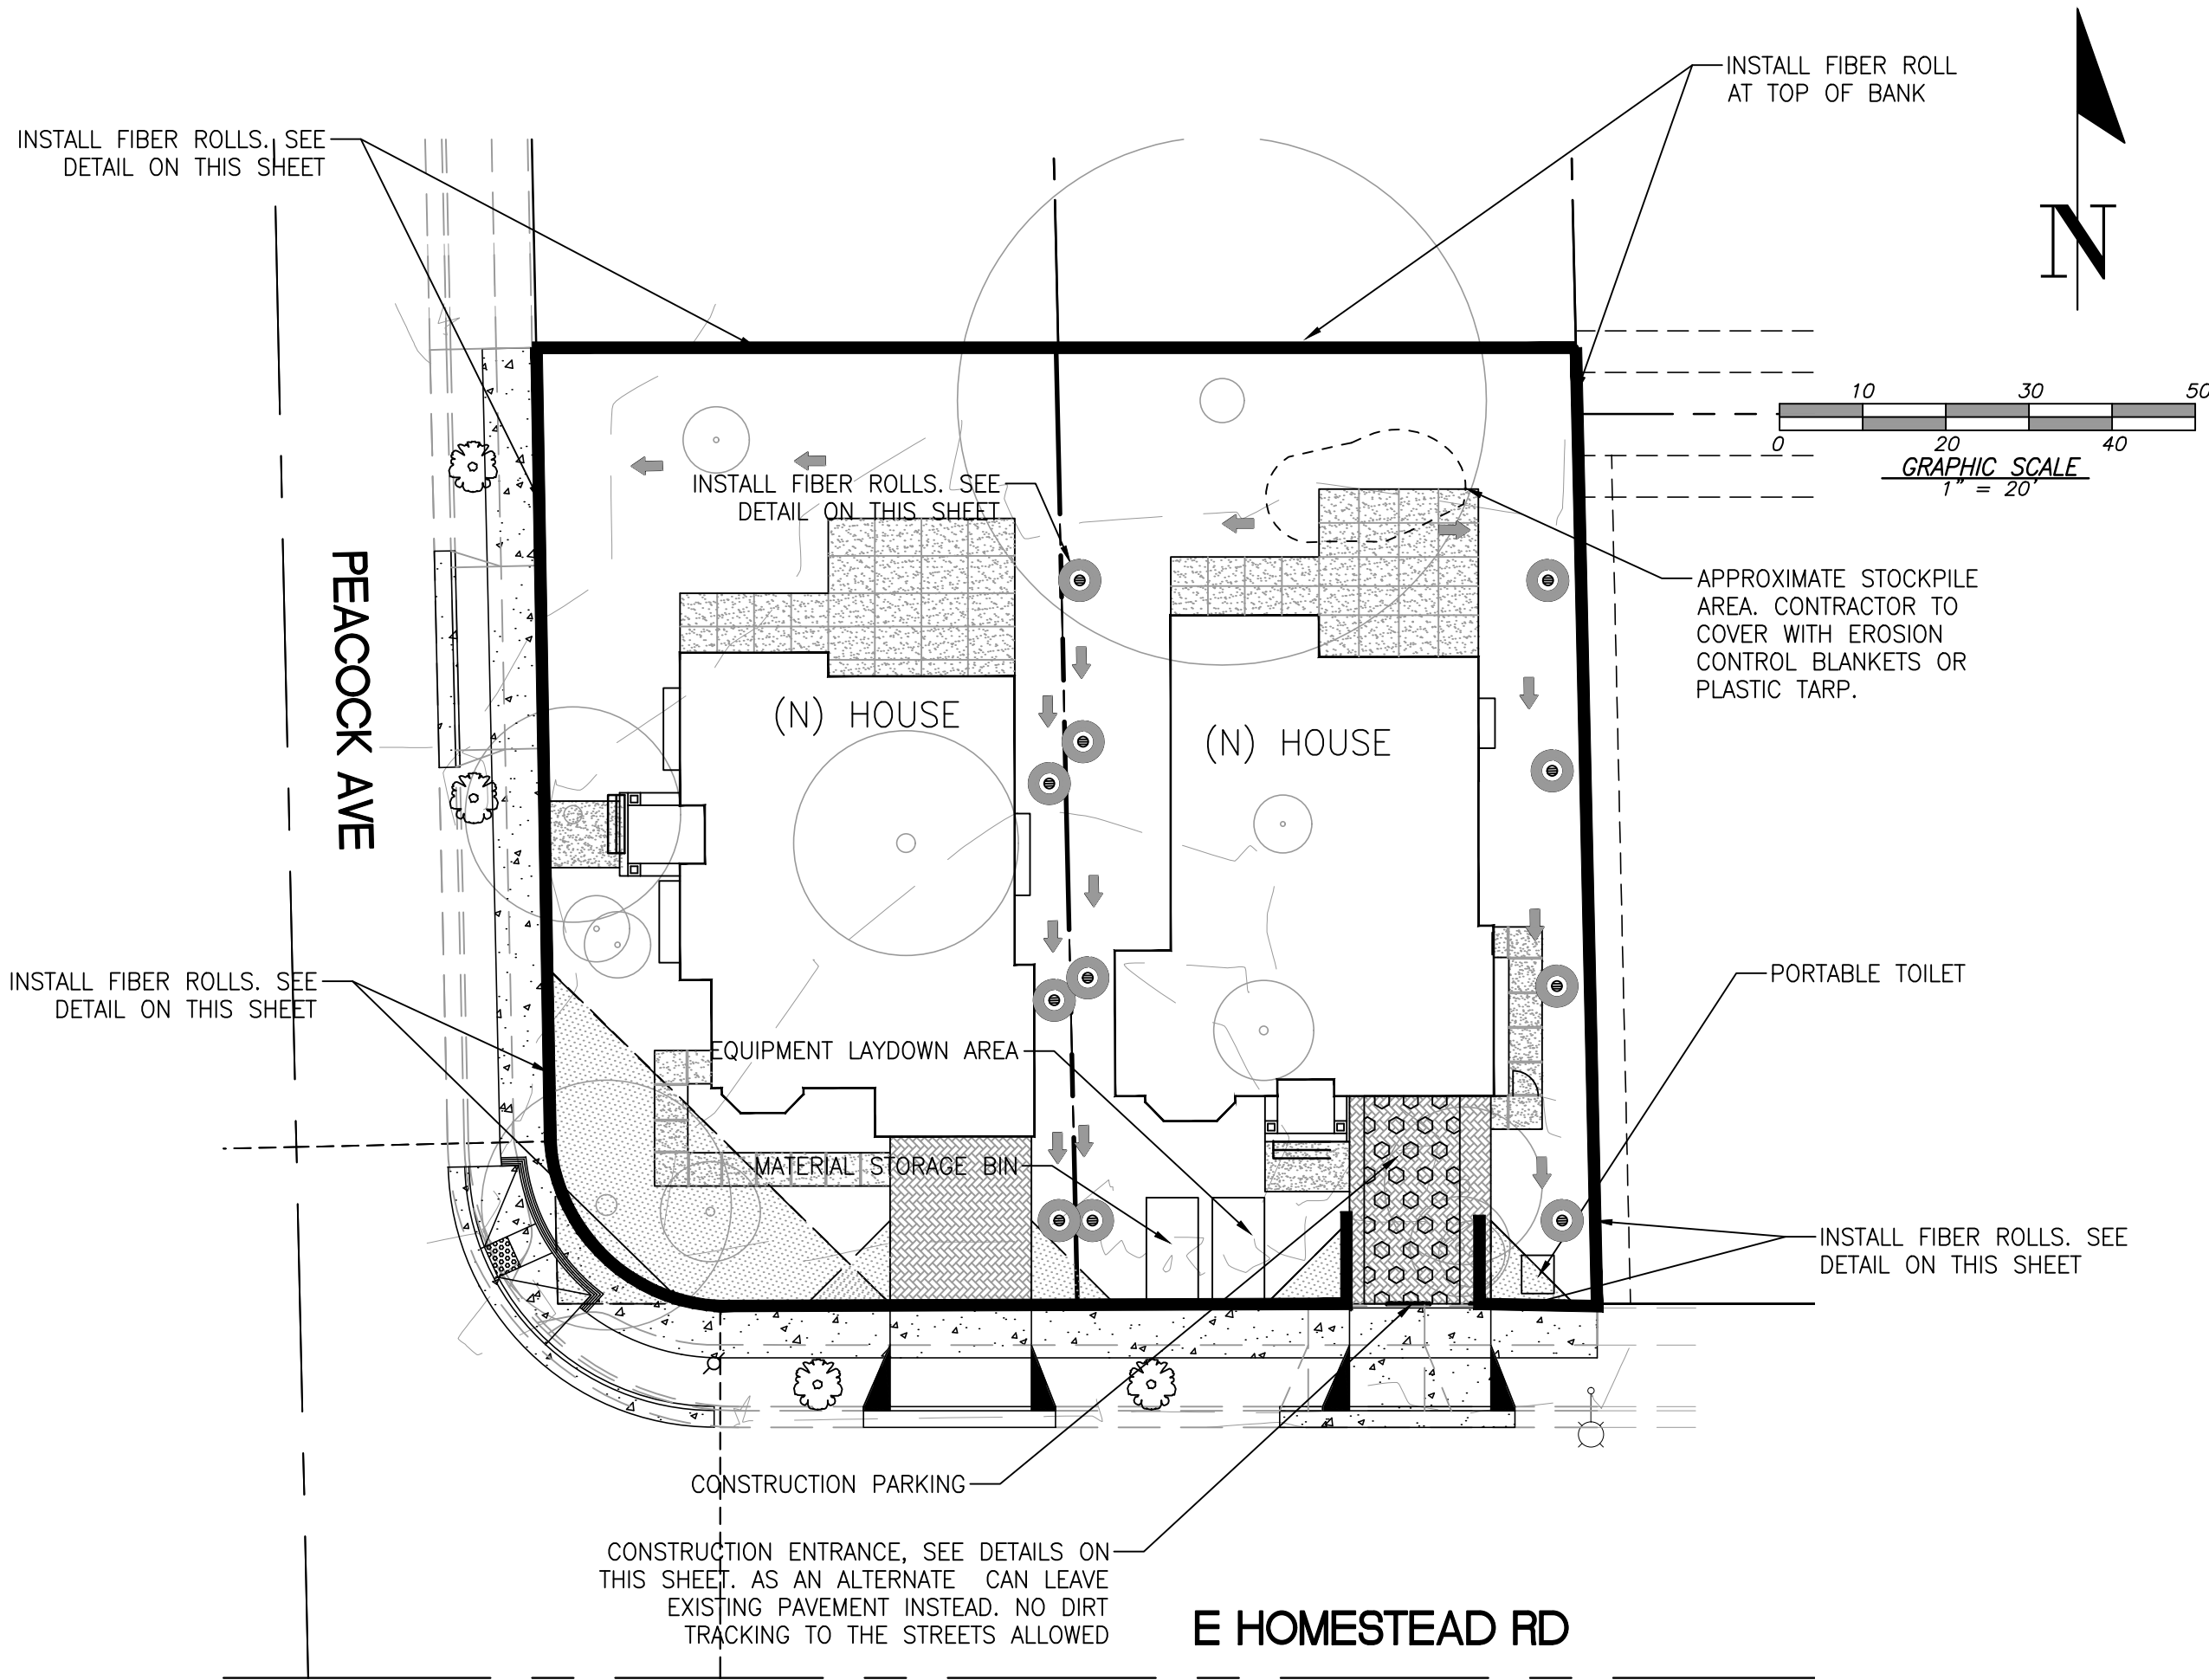 INSTALL FIBER ROLL
AT TOP OF BANK
INSTALL FIBER ROLLS. SEE
DETAIL ON THIS SHEET
N
10 30 50
0 20 40
GRAPHIC SCALE
1" = 20'
INSTALL FIBER ROLLS. SEE
DETAIL ON THIS SHEET
APPROXIMATE STOCKPILE
AREA. CONTRACTOR TO
COVER WITH EROSION
CONTROL BLANKETS OR
PLASTIC TARP.
PEACOCK AVE
(N) HOUSE
(N) HOUSE
INSTALL FIBER ROLLS. SEE
DETAIL ON THIS SHEET
PORTABLE TOILET
EQUIPMENT LAYDOWN AREA
MATERIAL STORAGE BIN
INSTALL FIBER ROLLS. SEE
DETAIL ON THIS SHEET
CONSTRUCTION PARKING
CONSTRUCTION ENTRANCE, SEE DETAILS ON
THIS SHEET. AS AN ALTERNATE CAN LEAVE
EXISTING PAVEMENT INSTEAD. NO DIRT
TRACKING TO THE STREETS ALLOWED
E HOMESTEAD RD